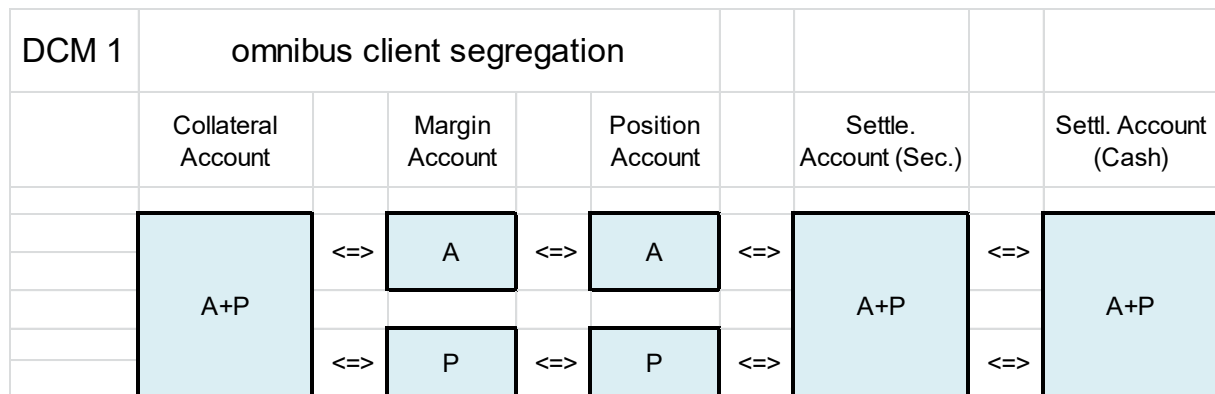 DCM 1 omnibus client segregation
Collateral Margin Position Settle. Settl. Account
Account Account Account Account (Sec.) (Cash)
<=> A <=> A <=> <=>
A+P A+P A+P
<=> P <=> P <=> <=>